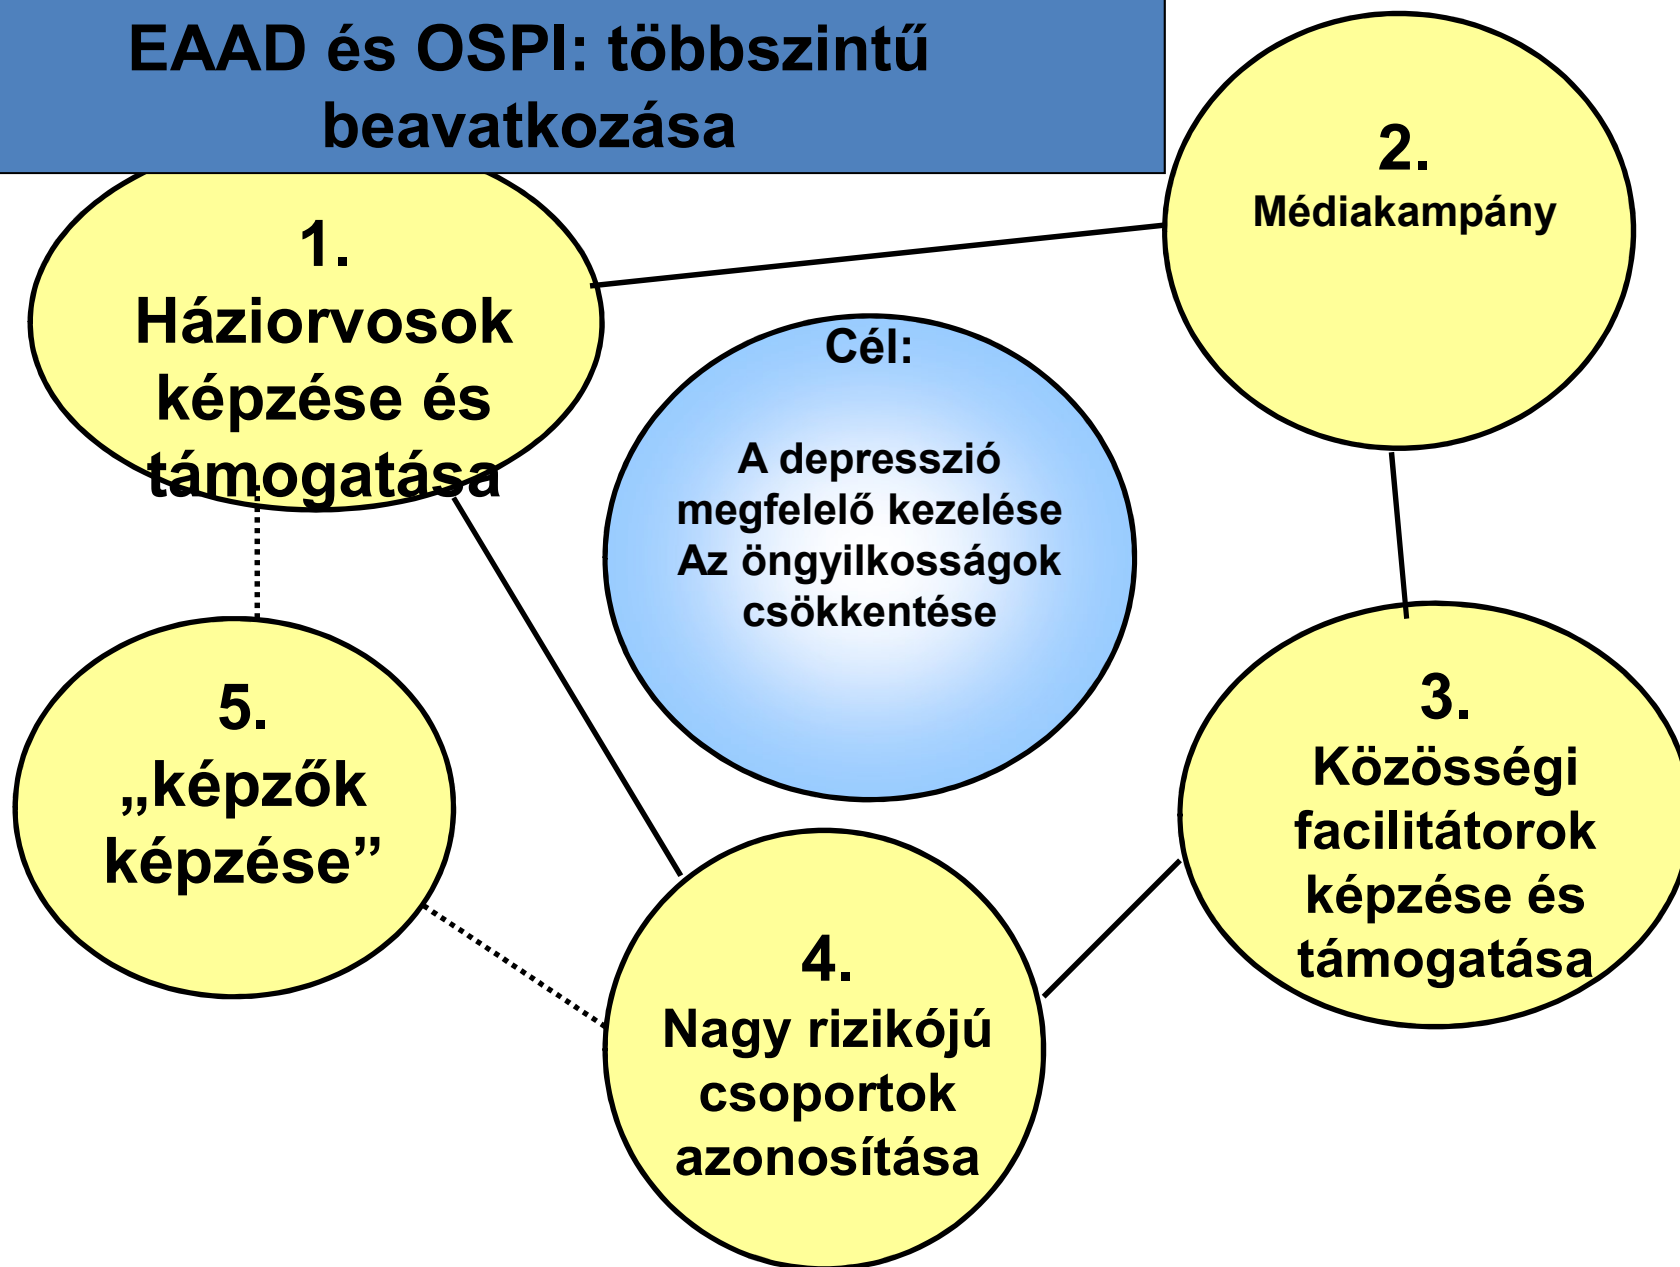 EAAD és OSPI: többszintű
beavatkozása
1.
Háziorvosok
képzése és
támogatása
2.
Médiakampány
Cél:
A depresszió
megfelelő kezelése
Az öngyilkosságok
csökkentése
3.
Közösségi
facilitátorok
képzése és
támogatása
4.
Nagy rizikójú
csoportok
azonosítása
5.
„képzők
képzése”